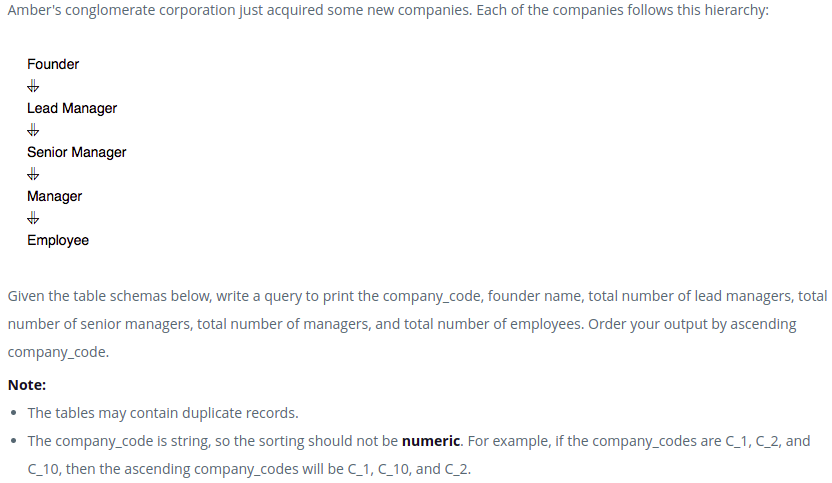 Amber's conglomerate corporation just acquired some new companies. Each of the companies follows this hierarchy:
Founder
Lead Manager
Senior Manager
Manager
Employee
Given the table schemas below, write a query to print the company_code, founder name, total number of lead managers, total
number of senior managers, total number of managers, and total number of employees. Order your output by ascending
company_code.
Note:
• The tables may contain duplicate records.
• The company_code is string, so the sorting should not be numeric. For example, if the company_codes are C_1, C_2, and
C_10, then the ascending company_codes will be C_1, C_10, and C_2.